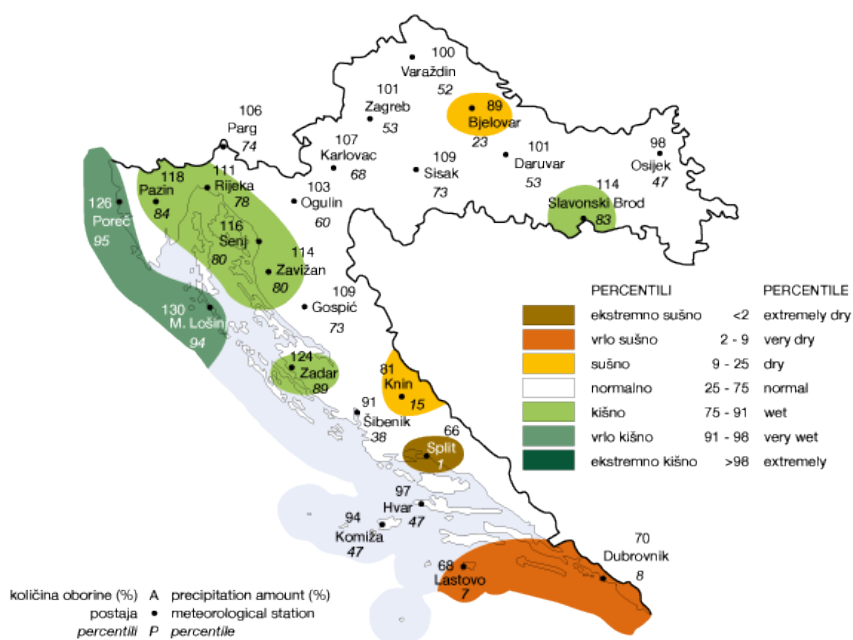 100
Varaždin
52
101
Zagreb
53
89
Bjelovar
23
106
Parg
74
107
Karlovac
68
109
Sisak
73
101
Daruvar
53
98
Osijek
47
118
Pazin
84
111
Rijeka
78
103
Ogulin
60
114
Slavonski Brod
83
126
Poreč
95
116
Senj
80
114
Zavižan
80
109
Gospić
73
130
M. Lošin
94
124
Zadar
89
81
Knin
15
91
Šibenik
38
66
Split
1
97
Hvar
47
94
Komiža
47
68
Lastovo
7
70
Dubrovnik
8
PERCENTILI PERCENTILE
ekstremno sušno <2 extremely dry
vrlo sušno 2 - 9 very dry
sušno 9 - 25 dry
normalno 25 - 75 normal
kišno 75 - 91 wet
vrlo kišno 91 - 98 very wet
ekstremno kišno >98 extremely
količina oborine (%) A precipitation amount (%)
postaja • meteorological station
percentili P percentile